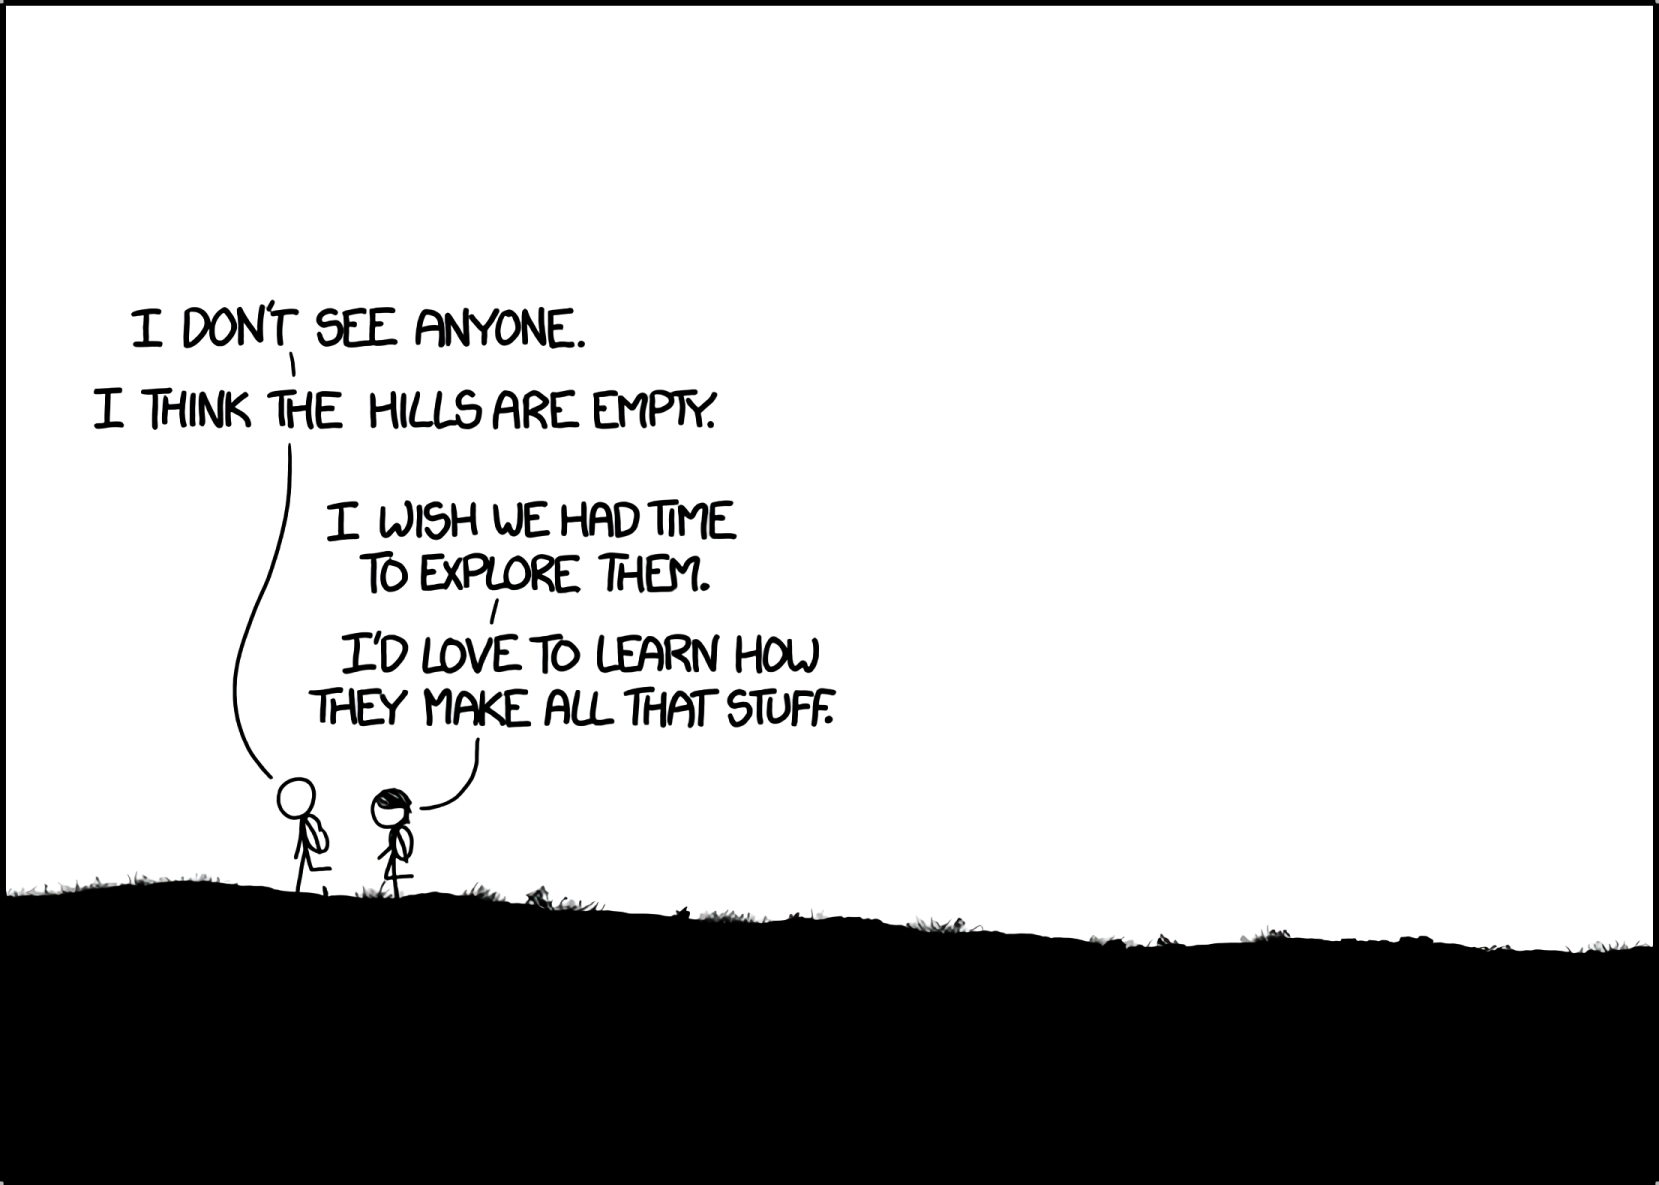 I DON'T SEE ANYONE.
I THINK THE HILLS ARE EMPTY.
I WISH WE HAD TIME
TO EXPLORE THEM.
I'D LOVE TO LEARN HOW
THEY MAKE ALL THAT STUFF.